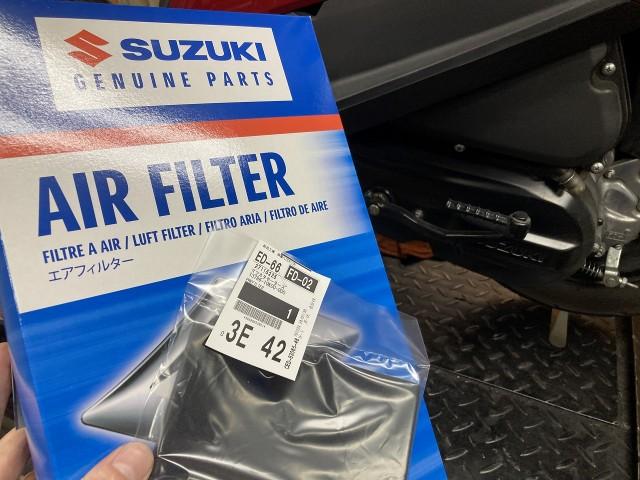 SUZUKI
GENUINE PARTS
AIR FILTER
FILTRE A AIR / LUFT FILTER / FILTRO ARIA / FILTRO DE AIRE
エアフィルター
ED-66 FD-02
1
3E 42